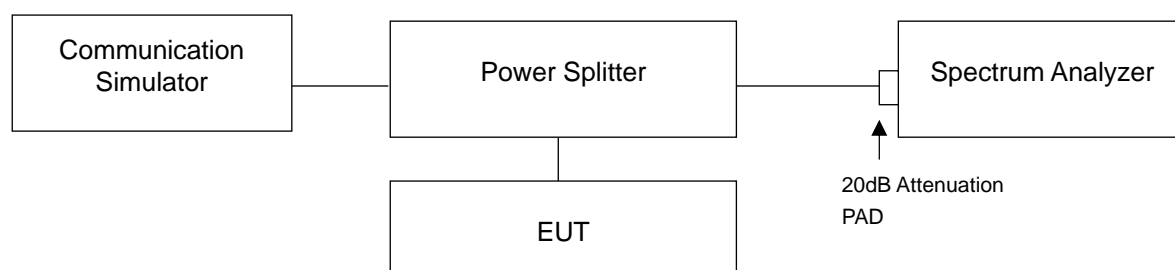 Communication
Simulator
Power Splitter
Spectrum Analyzer
20dB Attenuation
PAD
EUT